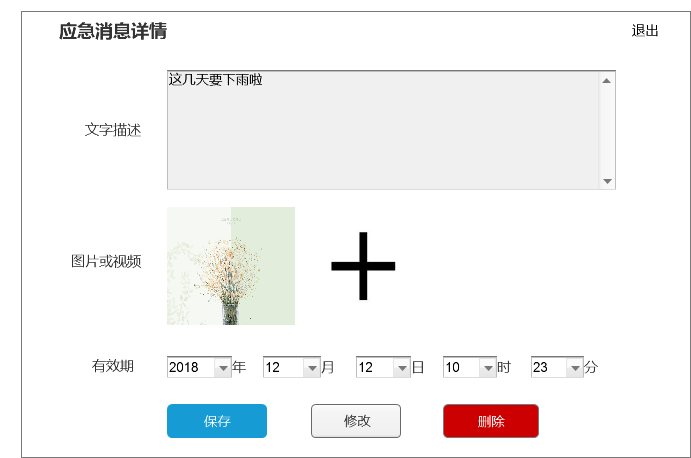 应急消息详情 退出
这几天要下雨啦
文字描述
图片或视频
有效期 2018 年 12 月 12 日 10 时 23 分
保存 修改 删除